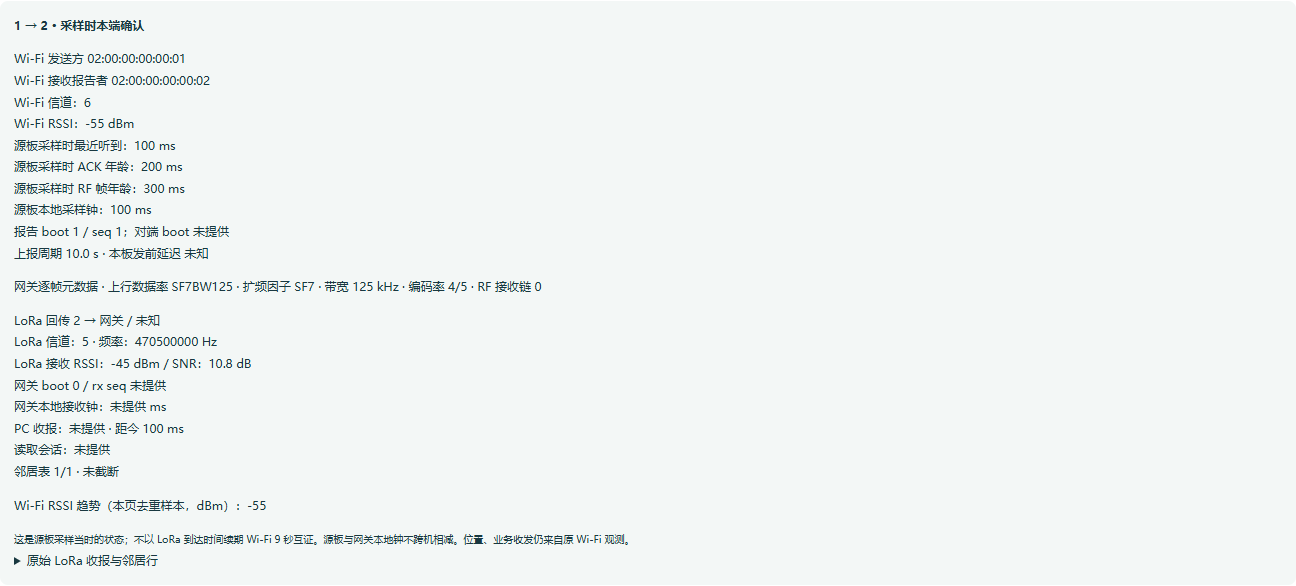 1 → 2 · 采样时本端确认
Wi-Fi 发送方 02:00:00:00:00:01
Wi-Fi 接收报告者 02:00:00:00:00:02
Wi-Fi 信道：6
Wi-Fi RSSI：-55 dBm
源板采样时最近听到：100 ms
源板采样时 ACK 年龄：200 ms
源板采样时 RF 帧年龄：300 ms
源板本地采样钟：100 ms
报告 boot 1 / seq 1；对端 boot 未提供
上报周期 10.0 s · 本板发前延迟 未知
网关逐帧元数据 · 上行数据率 SF7BW125 · 扩频因子 SF7 · 带宽 125 kHz · 编码率 4/5 · RF 接收链 0
LoRa 回传 2 → 网关 / 未知
LoRa 信道：5 · 频率：470500000 Hz
LoRa 接收 RSSI：-45 dBm / SNR：10.8 dB
网关 boot 0 / rx seq 未提供
网关本地接收钟：未提供 ms
PC 收报：未提供 · 距今 100 ms
读取会话：未提供
邻居表 1/1 · 未截断
Wi-Fi RSSI 趋势（本页去重样本，dBm）：-55
这是源板采样当时的状态；不以 LoRa 到达时间续期 Wi-Fi 9 秒互证。源板与网关本地钟不跨机相减。位置、业务收发仍来自原 Wi-Fi 观测。
▶ 原始 LoRa 收报与邻居行